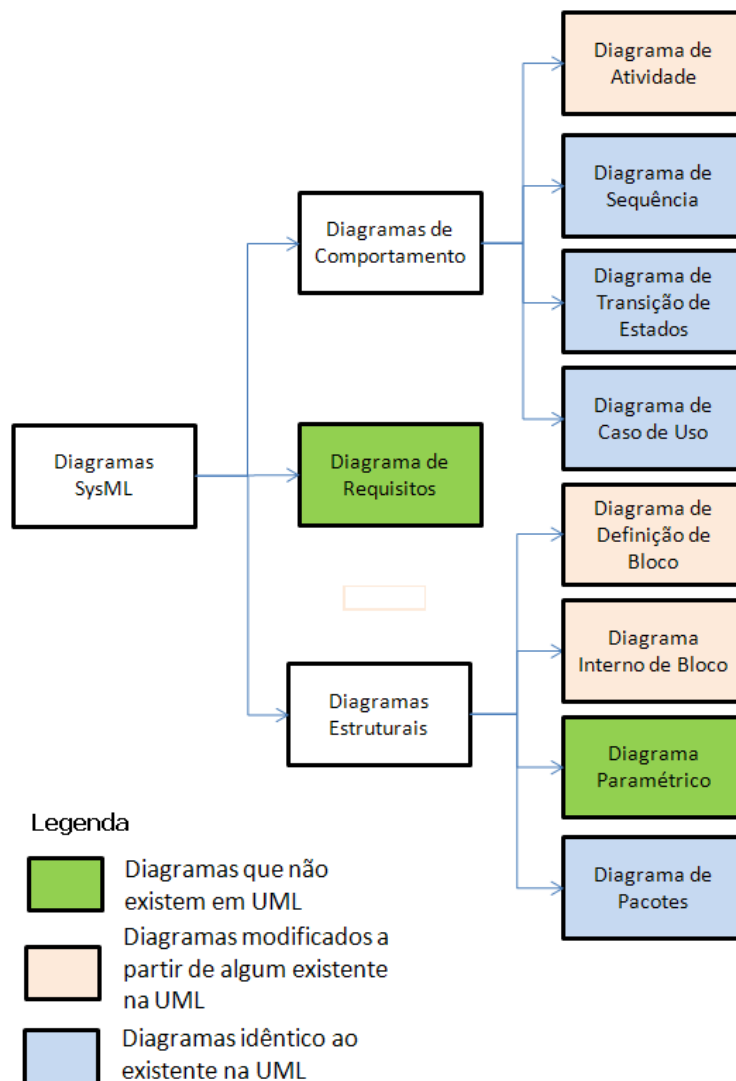 Diagrama de
Atividade
Diagrama de
Sequência
Diagramas de
Comportamento
Diagrama de
Transição de
Estados
Diagrama de
Caso de Uso
Diagramas
SysML
Diagrama de
Requisitos
Diagrama de
Definição de
Bloco
Diagrama
Interno de Bloco
Diagramas
Estruturais
Diagrama
Paramétrico
Diagrama de
Pacotes
Legenda
Diagramas que não
existem em UML
Diagramas modificados a
partir de algum existente
na UML
Diagramas idêntico ao
existente na UML